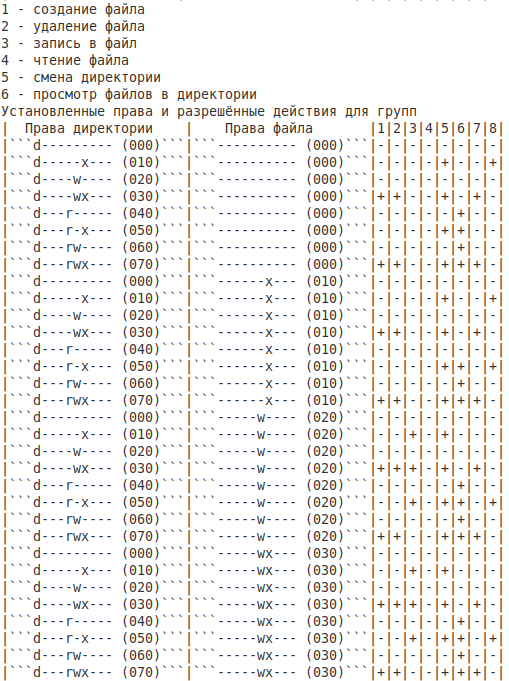 1 - создание файла
2 - удаление файла
3 - запись в файл
4 - чтение файла
5 - смена директории
6 - просмотр файлов в директории
Установленные права и разрешённые действия для групп
|  Права директории    |    Права файла       |1|2|3|4|5|6|7|8|
|```d--------- (000)```|```---------- (000)```|-|-|-|-|-|-|-|-|
|```d-----x--- (010)```|```---------- (000)```|-|-|-|-|+|-|-|+|
|```d----w---- (020)```|```---------- (000)```|-|-|-|-|-|-|-|-|
|```d----wx--- (030)```|```---------- (000)```|+|+|-|-|+|-|+|-|
|```d---r----- (040)```|```---------- (000)```|-|-|-|-|-|+|-|-|
|```d---r-x--- (050)```|```---------- (000)```|-|-|-|-|+|+|-|-|
|```d---rw---- (060)```|```---------- (000)```|-|-|-|-|-|+|-|-|
|```d---rwx--- (070)```|```---------- (000)```|+|+|-|-|+|+|+|-|
|```d--------- (000)```|```------x--- (010)```|-|-|-|-|-|-|-|-|
|```d-----x--- (010)```|```------x--- (010)```|-|-|-|-|+|-|-|+|
|```d----w---- (020)```|```------x--- (010)```|-|-|-|-|-|-|-|-|
|```d----wx--- (030)```|```------x--- (010)```|+|+|-|-|+|-|+|-|
|```d---r----- (040)```|```------x--- (010)```|-|-|-|-|-|-|-|-|
|```d---r-x--- (050)```|```------x--- (010)```|-|-|-|-|+|+|-|+|
|```d---rw---- (060)```|```------x--- (010)```|-|-|-|-|-|+|-|-|
|```d---rwx--- (070)```|```------x--- (010)```|+|+|-|-|+|+|+|-|
|```d--------- (000)```|```-----w---- (020)```|-|-|-|-|-|-|-|-|
|```d-----x--- (010)```|```-----w---- (020)```|-|-|+|-|+|-|-|-|
|```d----w---- (020)```|```-----w---- (020)```|-|-|-|-|-|-|-|-|
|```d----wx--- (030)```|```-----w---- (020)```|+|+|+|-|+|-|+|-|
|```d---r----- (040)```|```-----w---- (020)```|-|-|-|-|-|+|-|-|
|```d---r-x--- (050)```|```-----w---- (020)```|-|-|+|-|+|+|-|+|
|```d---rw---- (060)```|```-----w---- (020)```|-|-|-|-|-|+|-|-|
|```d---rwx--- (070)```|```-----w---- (020)```|+|+|-|-|+|+|+|-|
|```d--------- (000)```|```-----wx--- (030)```|-|-|-|-|-|-|-|-|
|```d-----x--- (010)```|```-----wx--- (030)```|-|-|+|-|+|-|-|-|
|```d----w---- (020)```|```-----wx--- (030)```|-|-|-|-|-|-|-|-|
|```d----wx--- (030)```|```-----wx--- (030)```|+|+|+|-|+|-|+|-|
|```d---r----- (040)```|```-----wx--- (030)```|-|-|-|-|-|+|-|-|
|```d---r-x--- (050)```|```-----wx--- (030)```|-|-|+|-|+|+|-|+|
|```d---rw---- (060)```|```-----wx--- (030)```|-|-|-|-|-|+|-|-|
|```d---rwx--- (070)```|```-----wx--- (030)```|+|+|-|-|+|+|+|-|